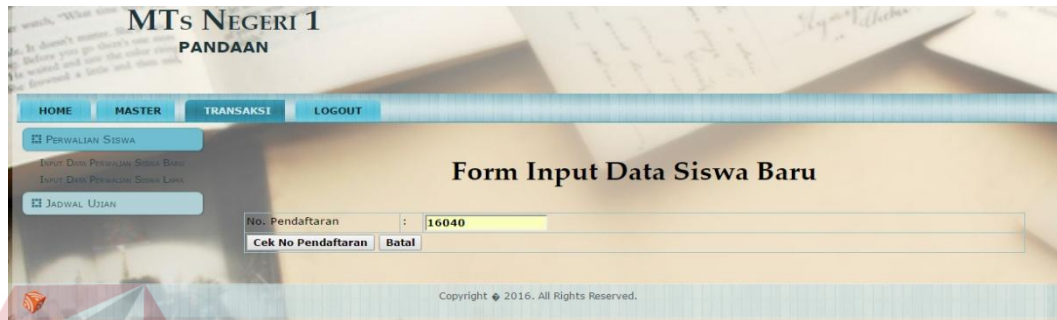 MTs Negeri 1
PANDAAN
HOME MASTER TRANSAKSI LOGOUT
Perwalian Siswa
Input Data Perwalian Siswa Baru
Input Data Perwalian Siswa Lama
Jadwal Ujian
Form Input Data Siswa Baru
No. Pendaftaran : 16040
Cek No Pendaftaran Batal
Copyright � 2016. All Rights Reserved.